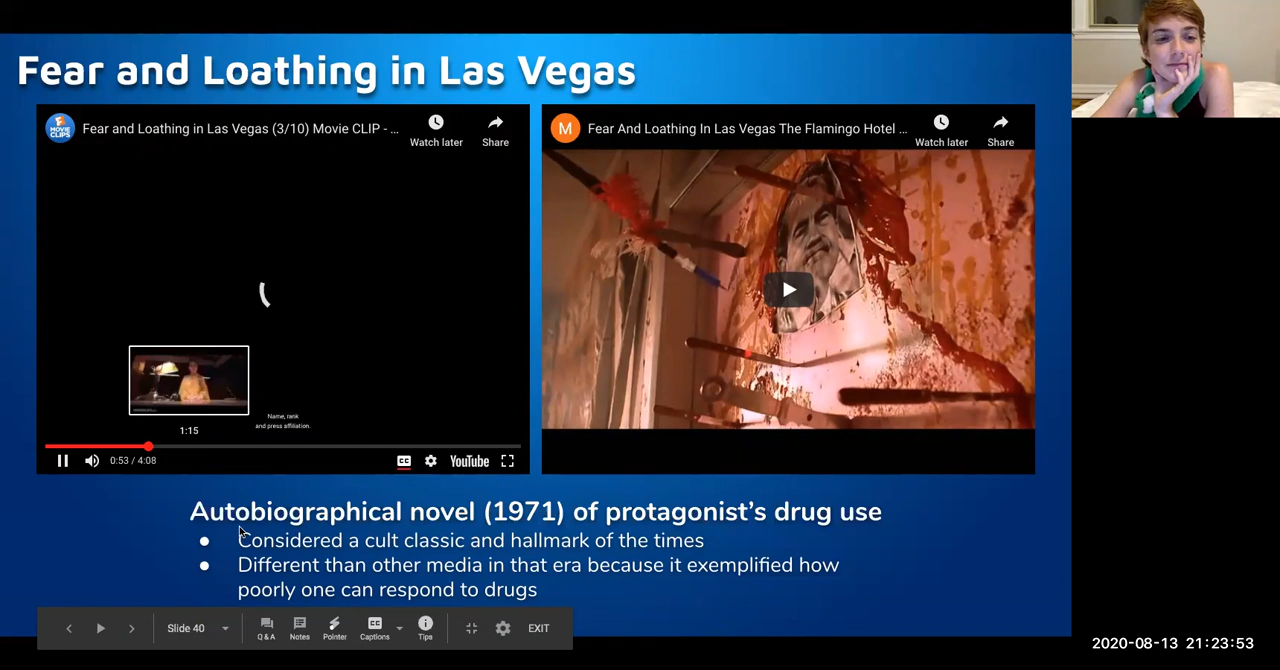 Fear and Loathing in Las Vegas
MOVIE CLIPS
Fear and Loathing in Las Vegas (3/10) Movie CLIP - ...
Watch later
Share
M
Fear And Loathing In Las Vegas The Flamingo Hotel ...
Watch later
Share
Name, rank
and press affiliation.
1:15
0:53 / 4:08
CC
YouTube
Autobiographical novel (1971) of protagonist's drug use
● Considered a cult classic and hallmark of the times
● Different than other media in that era because it exemplified how
poorly one can respond to drugs
Slide 40
Q & A
Notes
Pointer
Captions
Tips
EXIT
2020-08-13 21:23:53